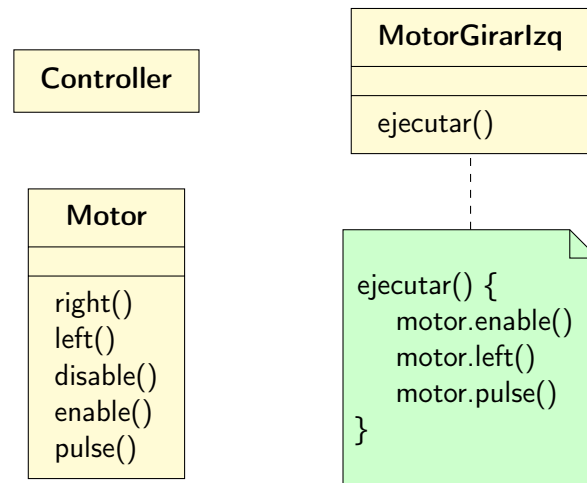 Controller
MotorGirarIzq
ejecutar()
Motor
right()
left()
disable()
enable()
pulse()
ejecutar() {
motor.enable()
motor.left()
motor.pulse()
}